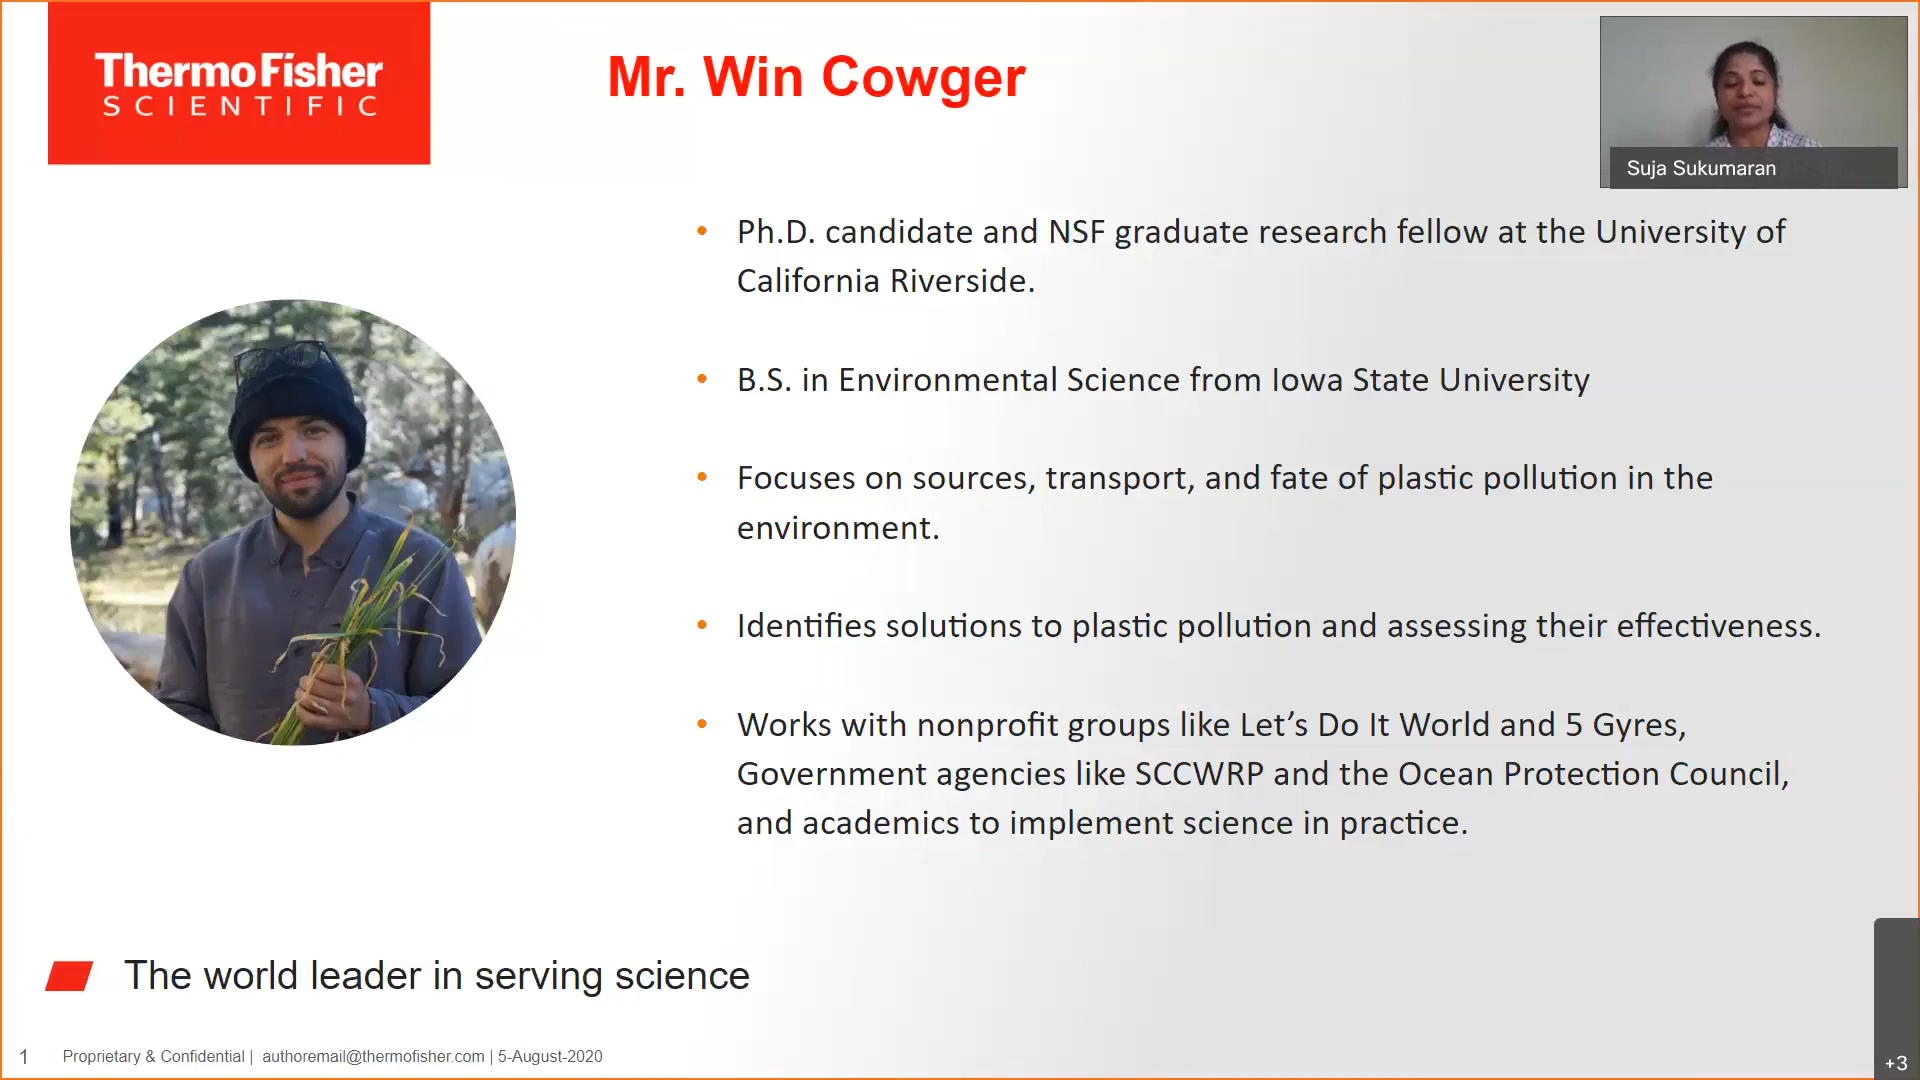 ThermoFisher
SCIENTIFIC
Mr. Win Cowger
Suja Sukumaran
• Ph.D. candidate and NSF graduate research fellow at the University of
California Riverside.
• B.S. in Environmental Science from Iowa State University
• Focuses on sources, transport, and fate of plastic pollution in the
environment.
• Identifies solutions to plastic pollution and assessing their effectiveness.
• Works with nonprofit groups like Let’s Do It World and 5 Gyres,
Government agencies like SCCWRP and the Ocean Protection Council,
and academics to implement science in practice.
The world leader in serving science
1 Proprietary & Confidential | authoremail@thermofisher.com | 5-August-2020
+3